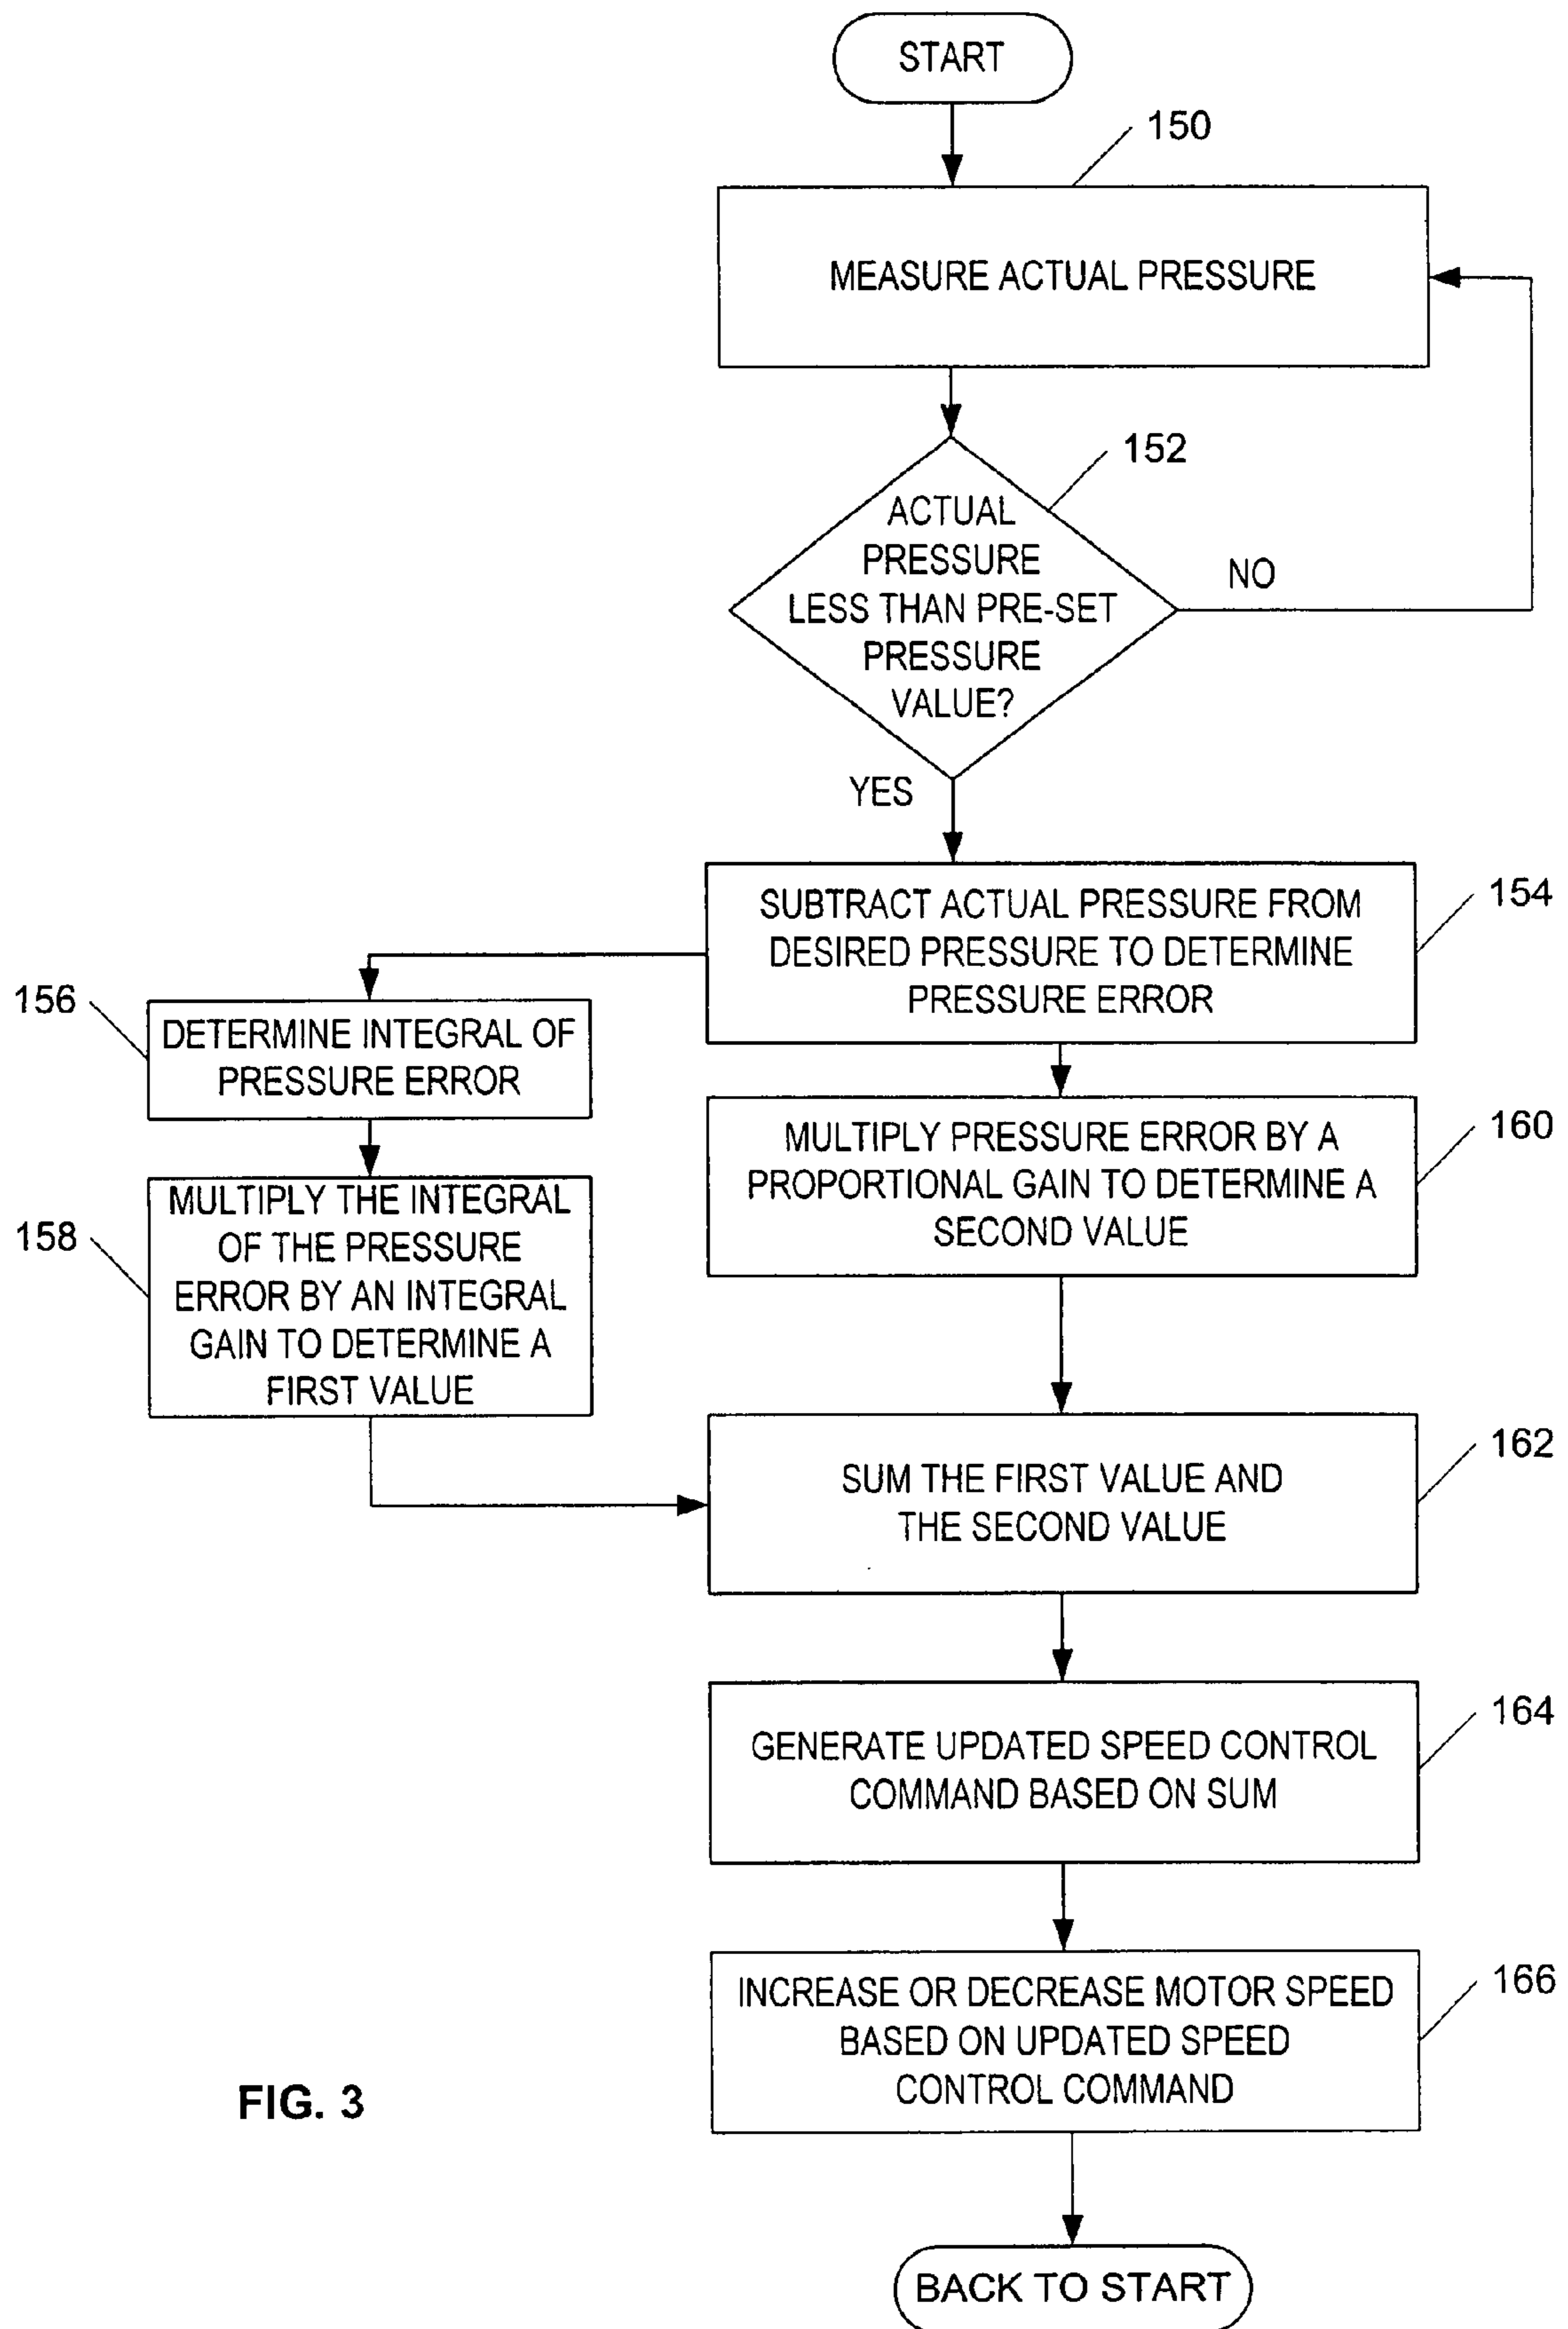 START
150
MEASURE ACTUAL PRESSURE
152
ACTUAL
PRESSURE
LESS THAN PRE-SET
PRESSURE
VALUE?
NO
YES
154
SUBTRACT ACTUAL PRESSURE FROM
DESIRED PRESSURE TO DETERMINE
PRESSURE ERROR
156
DETERMINE INTEGRAL OF
PRESSURE ERROR
160
MULTIPLY PRESSURE ERROR BY A
PROPORTIONAL GAIN TO DETERMINE A
SECOND VALUE
158
MULTIPLY THE INTEGRAL
OF THE PRESSURE
ERROR BY AN INTEGRAL
GAIN TO DETERMINE A
FIRST VALUE
162
SUM THE FIRST VALUE AND
THE SECOND VALUE
164
GENERATE UPDATED SPEED CONTROL
COMMAND BASED ON SUM
166
INCREASE OR DECREASE MOTOR SPEED
BASED ON UPDATED SPEED
CONTROL COMMAND
FIG. 3
BACK TO START